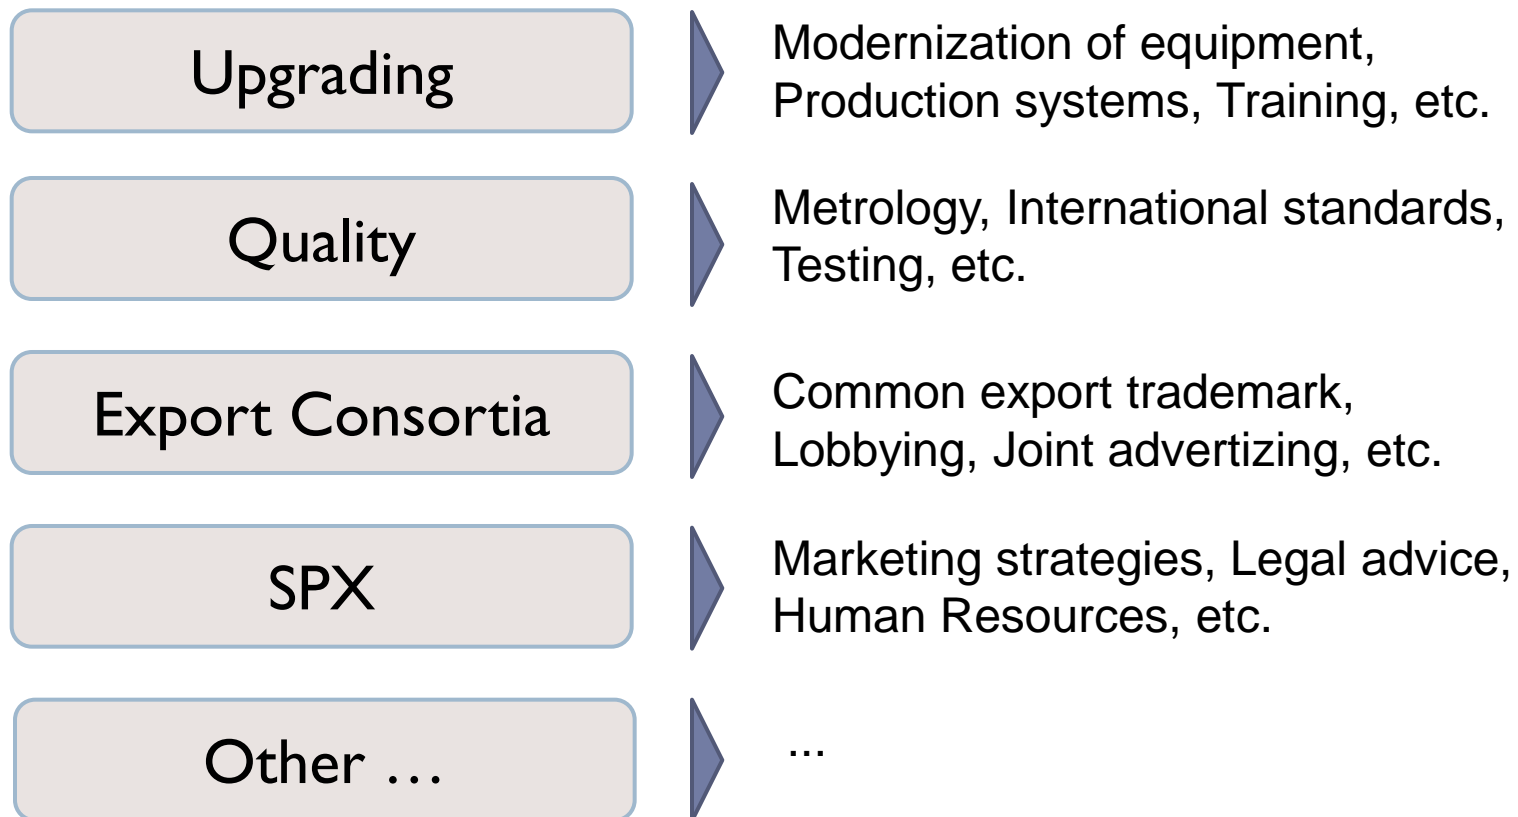 Upgrading
Modernization of equipment,
Production systems, Training, etc.
Quality
Metrology, International standards,
Testing, etc.
Export Consortia
Common export trademark,
Lobbying, Joint advertizing, etc.
SPX
Marketing strategies, Legal advice,
Human Resources, etc.
Other …
...